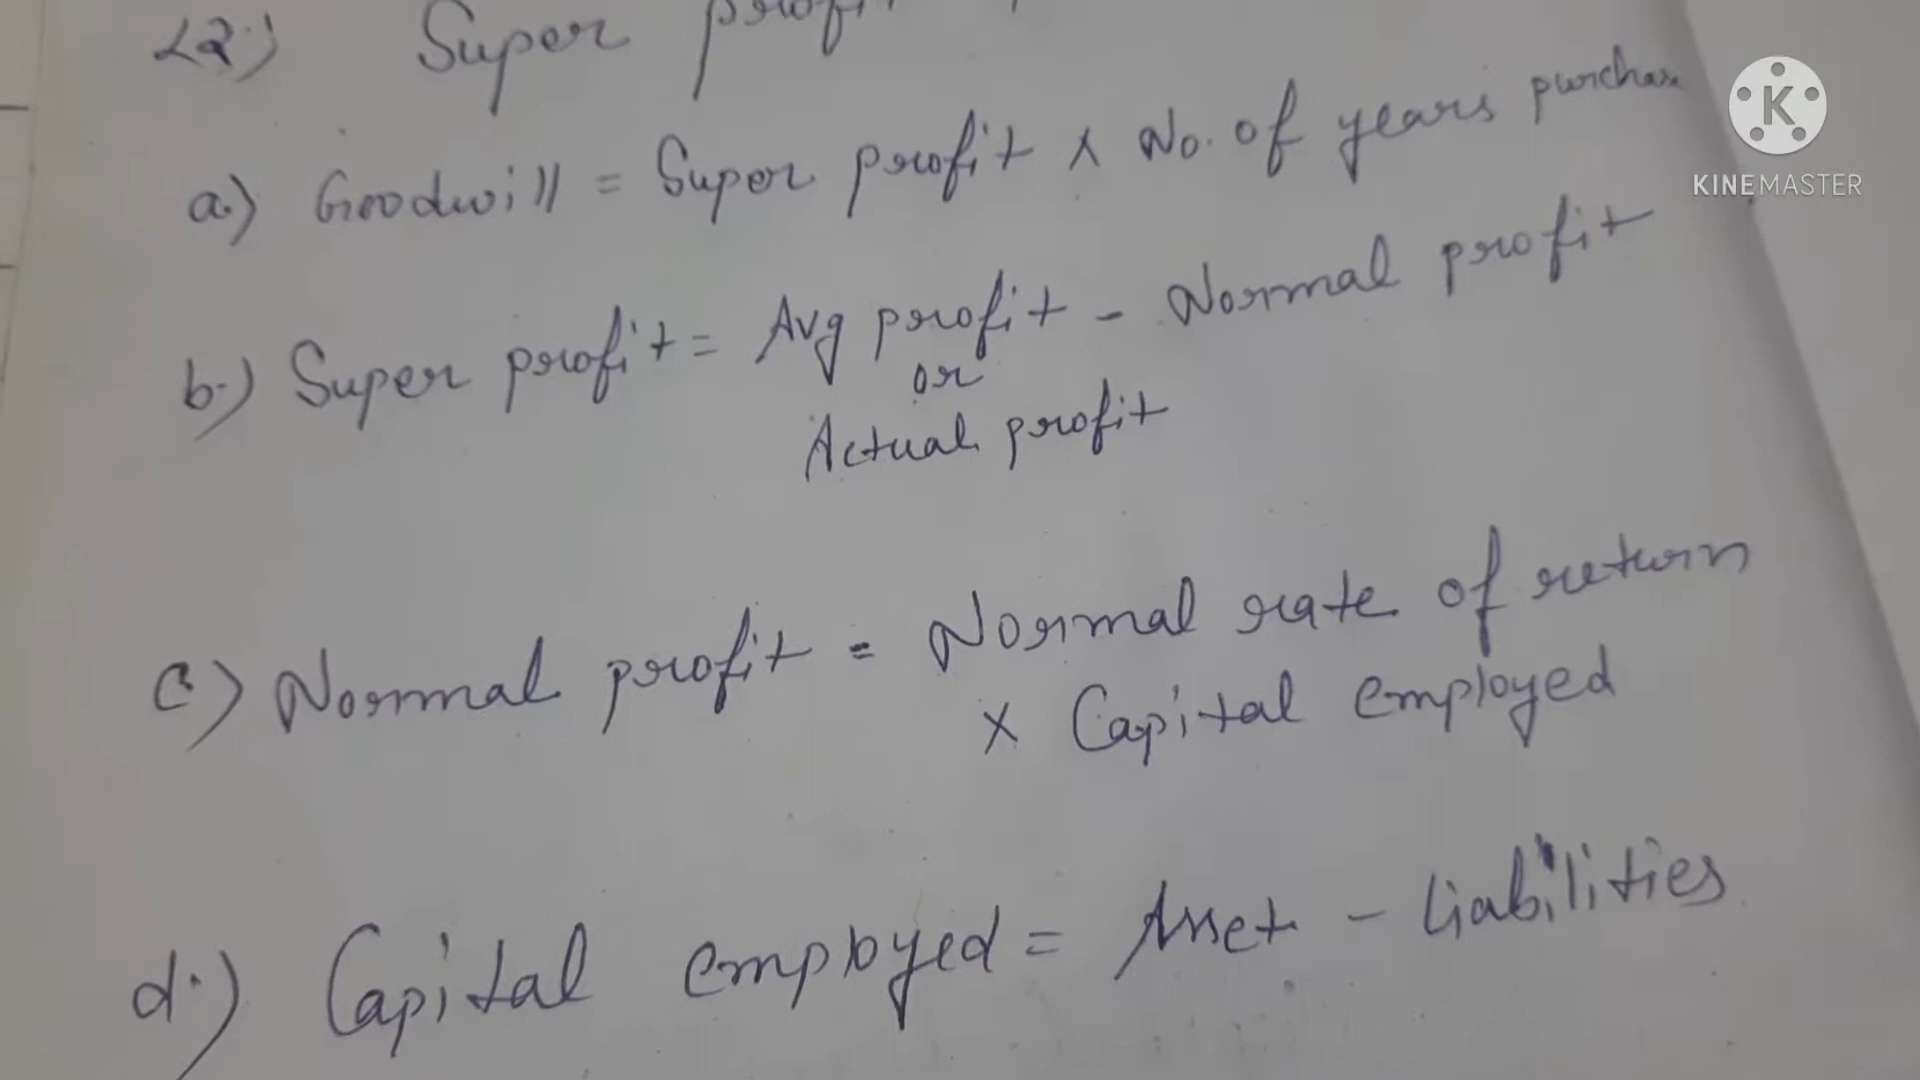 <2.) Super profit
a.) Goodwill = Super profit x No. of years purchase
b.) Super profit = Avg profit - Normal profit
or
Actual profit
c) Normal profit = Normal rate of return
x Capital employed
d.) Capital employed = Asset - Liabilities
K
KINEMASTER